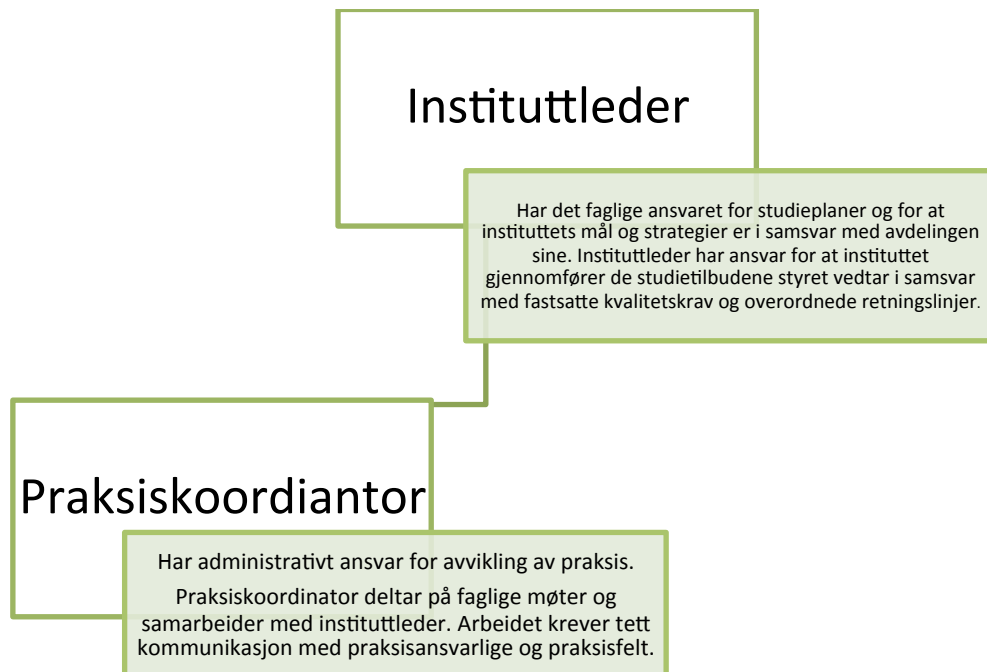 Instituttleder
Har det faglige ansvaret for studieplaner og for at
instituttets mål og strategier er i samsvar med avdelingen
sine. Instituttleder har ansvar for at instituttet
gjennomfører de studietilbudene styret vedtar i samsvar
med fastsatte kvalitetskrav og overordnede retningslinjer.
Praksiskoordiantor
Har administrativt ansvar for avvikling av praksis.
Praksiskoordinator deltar på faglige møter og
samarbeider med instituttleder. Arbeidet krever tett
kommunikasjon med praksisansvarlige og praksisfelt.